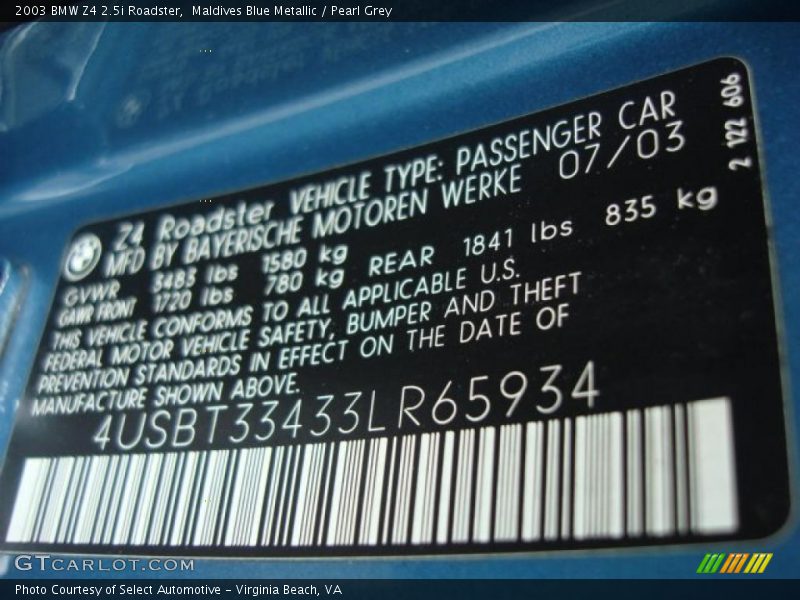 2003 BMW Z4 2.5i Roadster,  Maldives Blue Metallic / Pearl Grey
Z4 Roadster VEHICLE TYPE: PASSENGER CAR
MFD BY BAYERISCHE MOTOREN WERKE 07/03
GVWR 3483 lbs 1580 kg
GAWR FRONT 1720 lbs 780 kg REAR 1841 lbs 835 kg
THIS VEHICLE CONFORMS TO ALL APPLICABLE U.S.
FEDERAL MOTOR VEHICLE SAFETY, BUMPER AND THEFT
PREVENTION STANDARDS IN EFFECT ON THE DATE OF
MANUFACTURE SHOWN ABOVE.
4USBT33433LR65934
2 122 606
GTCARLOT.COM
Photo Courtesy of Select Automotive – Virginia Beach, VA